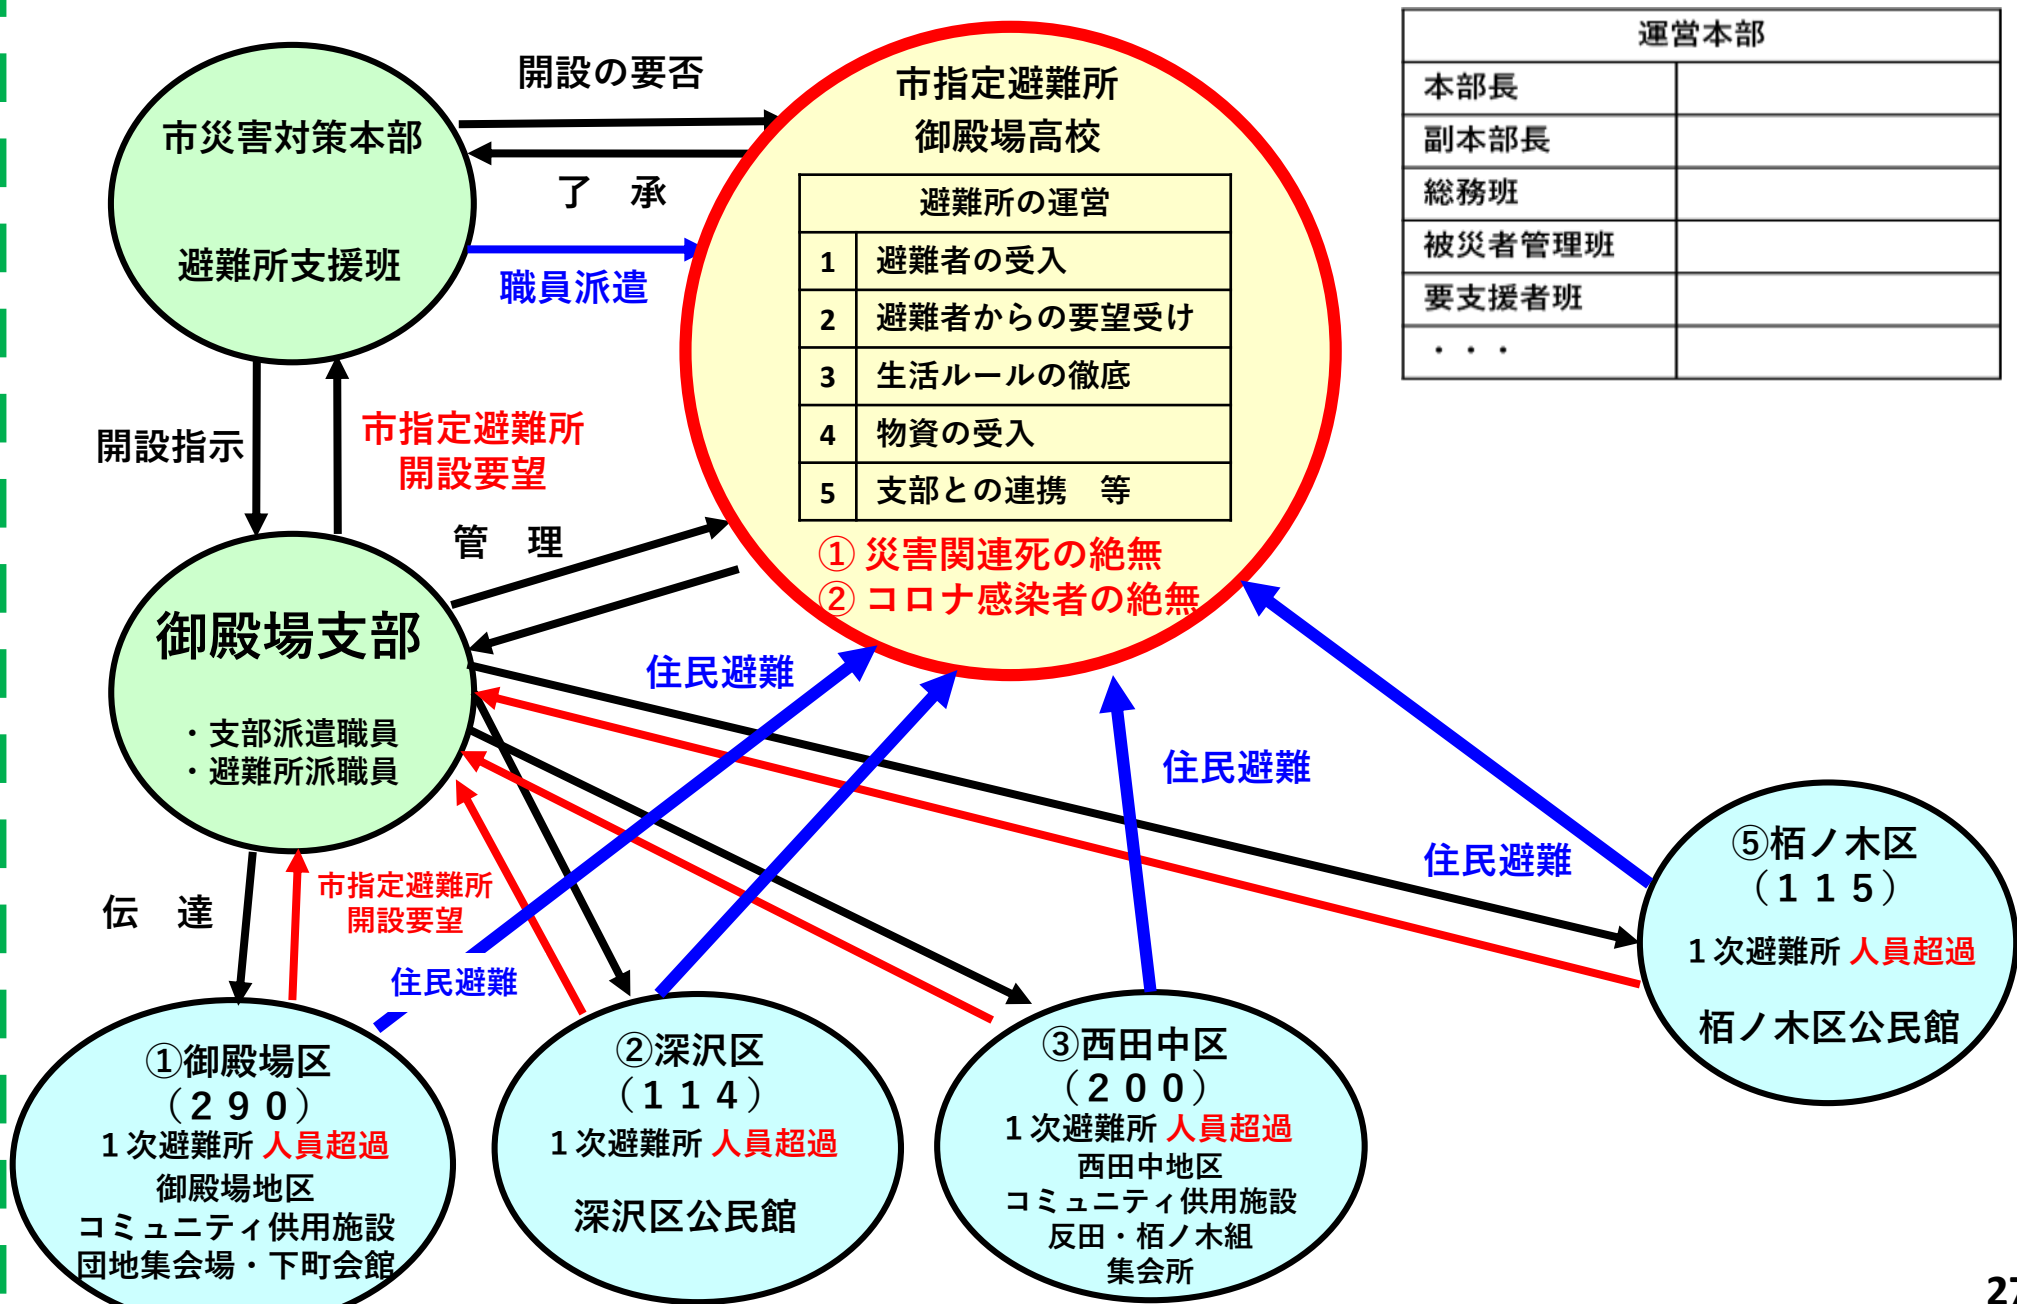 開設の要否
市災害対策本部
避難所支援班
了　承
職員派遣
市指定避難所
御殿場高校
避難所の運営
1 避難者の受入
2 避難者からの要望受け
3 生活ルールの徹底
4 物資の受入
5 支部との連携　等
① 災害関連死の絶無
② コロナ感染者の絶無
運営本部
本部長
副本部長
総務班
被災者管理班
要支援者班
・・・
開設指示
市指定避難所
開設要望
管　理
御殿場支部
・支部派遣職員
・避難所派職員
住民避難
住民避難
住民避難
伝　達
市指定避難所
開設要望
住民避難
①御殿場区
（２９０）
１次避難所 人員超過
御殿場地区
コミュニティ供用施設
団地集会場・下町会館
②深沢区
（１１４）
１次避難所 人員超過
深沢区公民館
③西田中区
（２００）
１次避難所 人員超過
西田中地区
コミュニティ供用施設
反田・栢ノ木組
集会所
⑤栢ノ木区
（１１５）
１次避難所 人員超過
栢ノ木区公民館
27